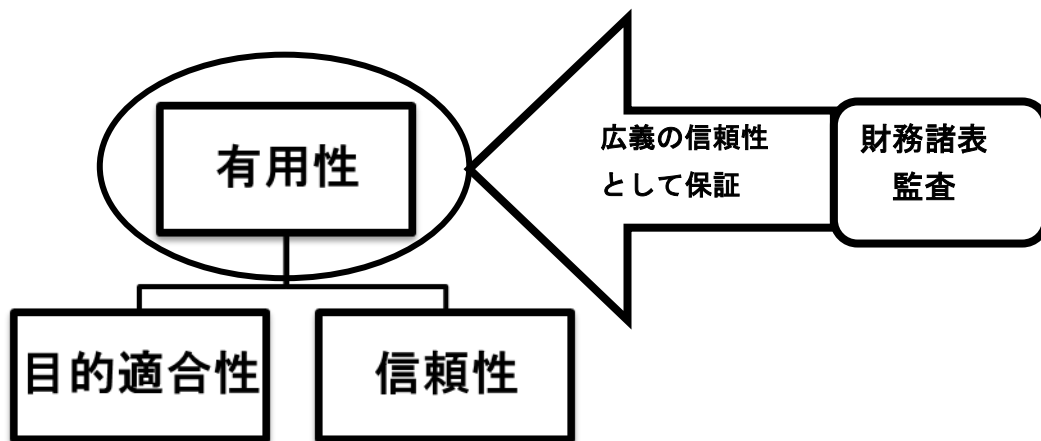 有用性
広義の信頼性
として保証
財務諸表
監査
目的適合性
信頼性